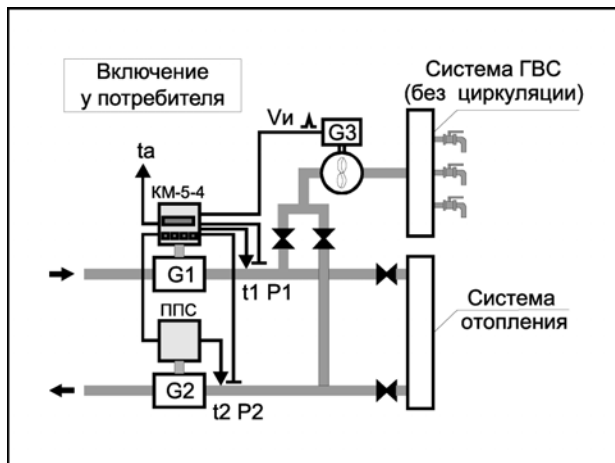 Включение
у потребителя
Система ГВС
(без циркуляции)
Vи
G3
ta
КМ-5-4
G1
t1 P1
ППС
Система
отопления
G2
t2 P2